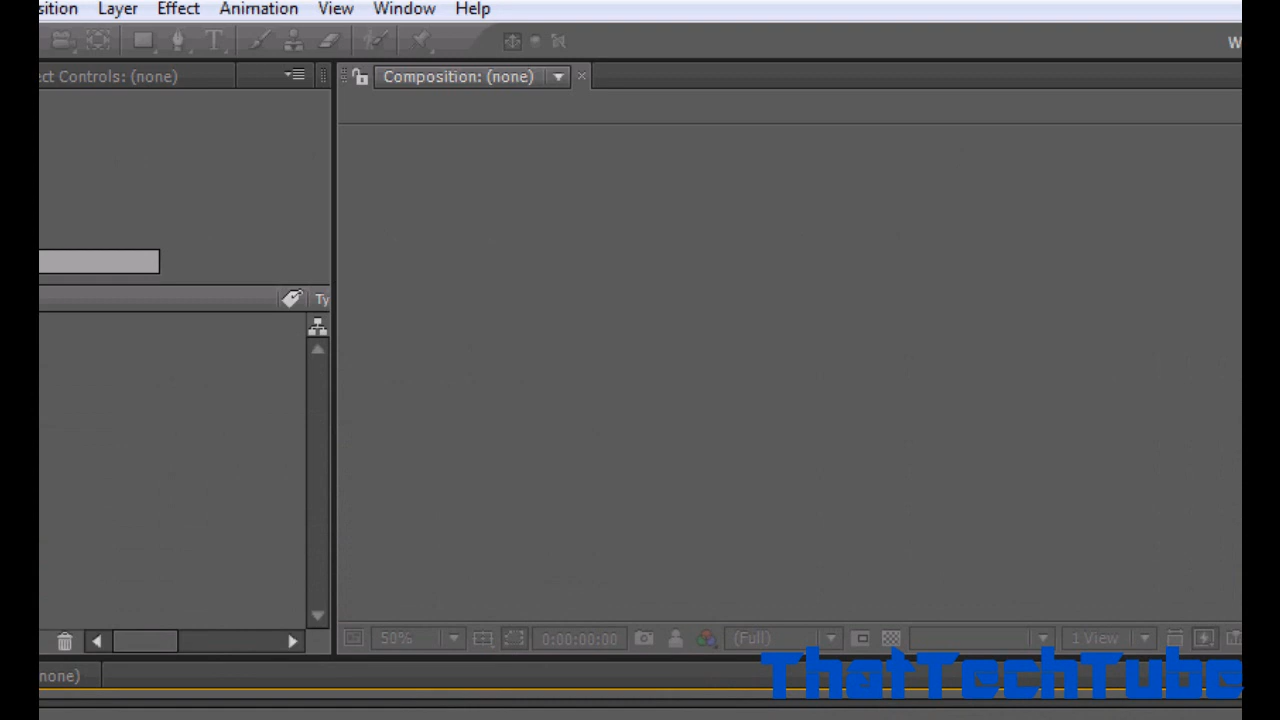 sition Layer Effect Animation View Window Help
T W
ect Controls: (none) Composition: (none)
Ty
50% 0:00:00:00 (Full) 1 View
none)
ThatTechTube